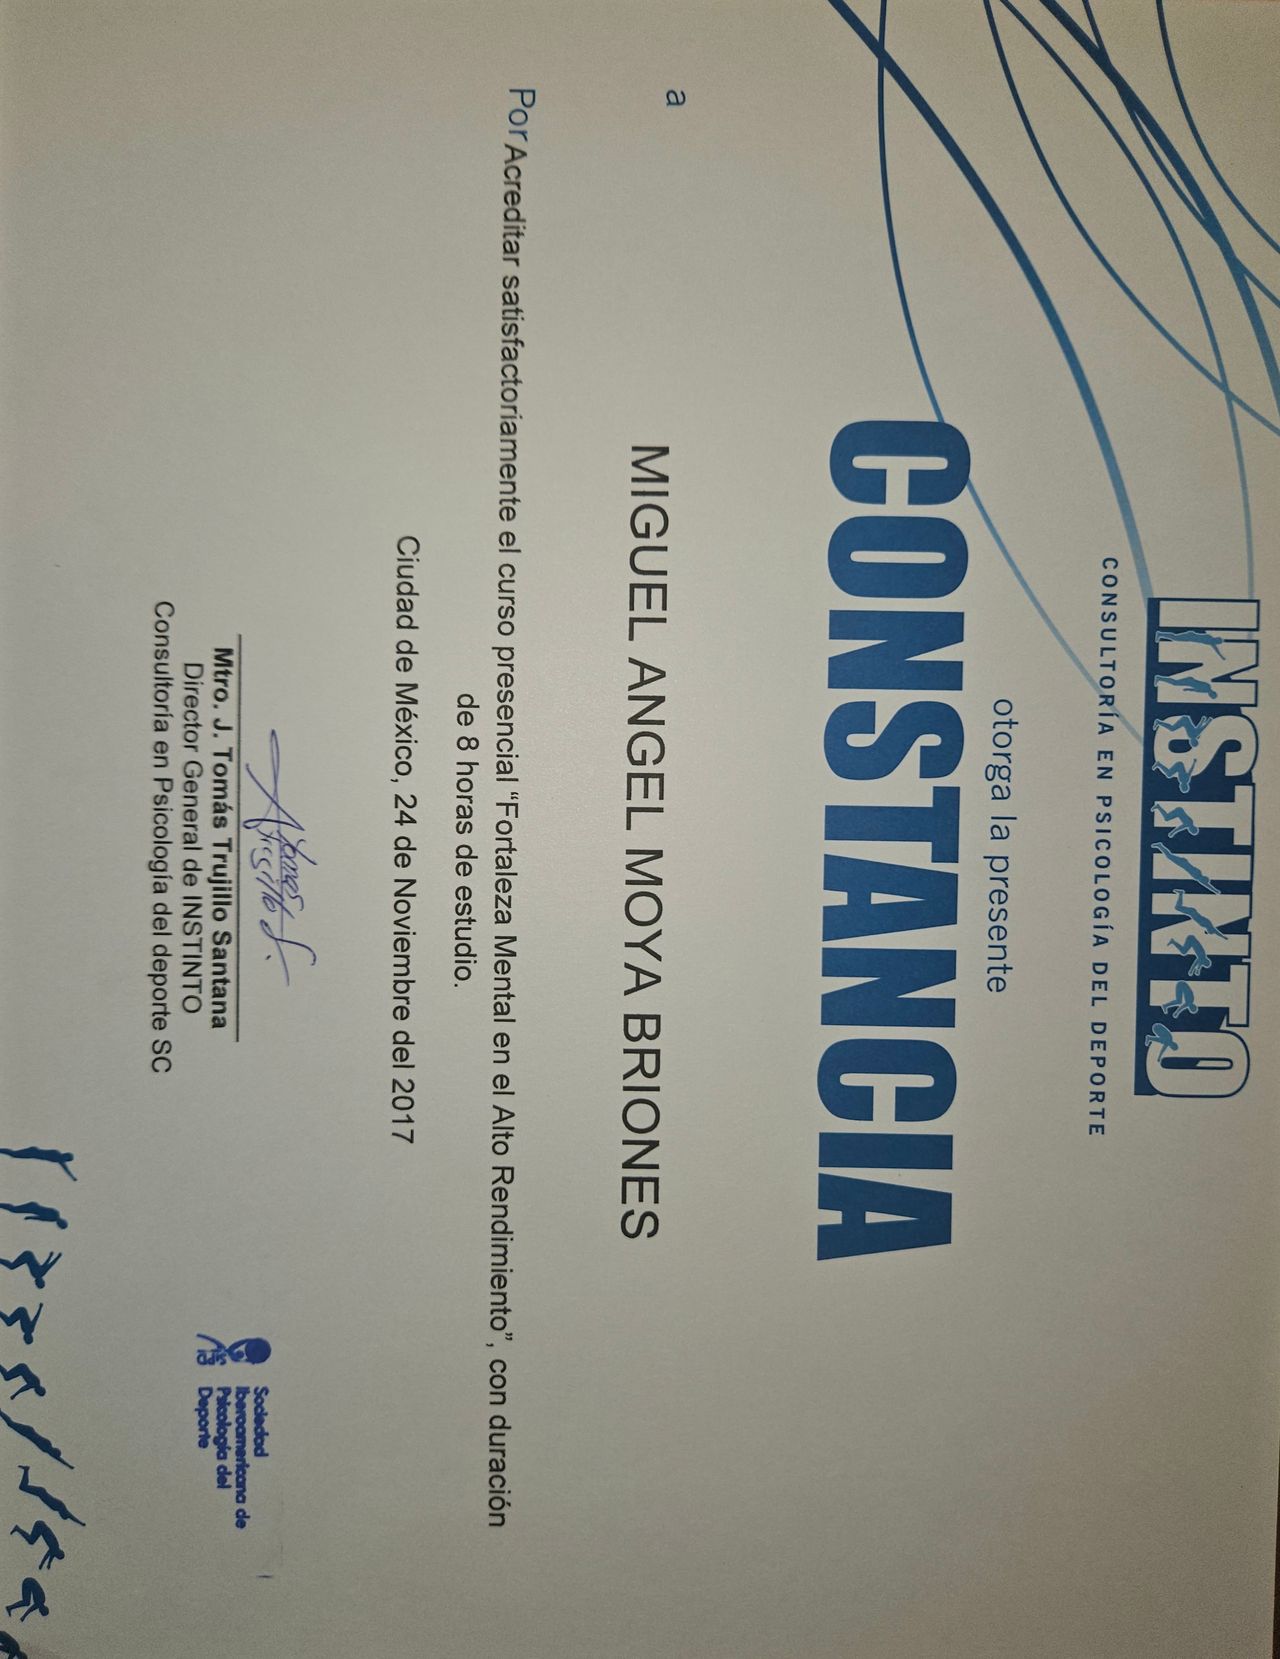 INSTINTO
CONSULTORÍA EN PSICOLOGÍA DEL DEPORTE
otorga la presente
CONSTANCIA
a
MIGUEL ANGEL MOYA BRIONES
Por Acreditar satisfactoriamente el curso presencial “Fortaleza Mental en el Alto Rendimiento”, con duración
de 8 horas de estudio.
Ciudad de México, 24 de Noviembre del 2017
Mtro. J. Tomás Trujillo Santana
Director General de INSTINTO
Consultoría en Psicología del deporte SC
Sociedad
Iberoamericana de
Psicología del
Deporte